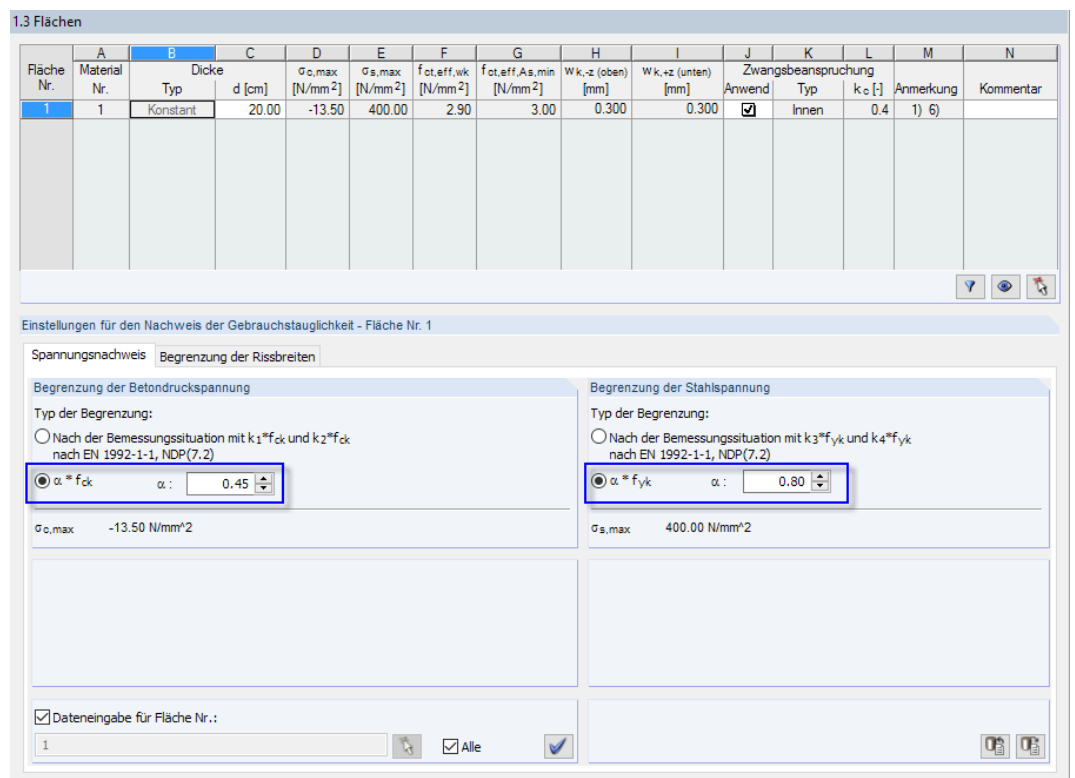 1.3 Flächen
A B C D E F G H I J K L M N
Fläche Material Dicke σc,max σs,max fct,eff,wk fct,eff,As,min wk,-z (oben) wk,+z (unten) Zwangsbeanspruchung
Nr. Nr. Typ d [cm] [N/mm²] [N/mm²] [N/mm²] [N/mm²] [mm] [mm] Anwend Typ kc [-] Anmerkung Kommentar
1 1 Konstant 20.00 -13.50 400.00 2.90 3.00 0.300 0.300 Innen 0.4 1) 6)
Einstellungen für den Nachweis der Gebrauchstauglichkeit - Fläche Nr. 1
Spannungsnachweis Begrenzung der Rissbreiten
Begrenzung der Betondruckspannung
Typ der Begrenzung:
Nach der Bemessungssituation mit k1*fck und k2*fck
nach EN 1992-1-1, NDP(7.2)
α * fck α : 0.45
σc,max -13.50 N/mm^2
Begrenzung der Stahlspannung
Typ der Begrenzung:
Nach der Bemessungssituation mit k3*fyk und k4*fyk
nach EN 1992-1-1, NDP(7.2)
α * fyk α : 0.80
σs,max 400.00 N/mm^2
Dateneingabe für Fläche Nr.:
1 Alle